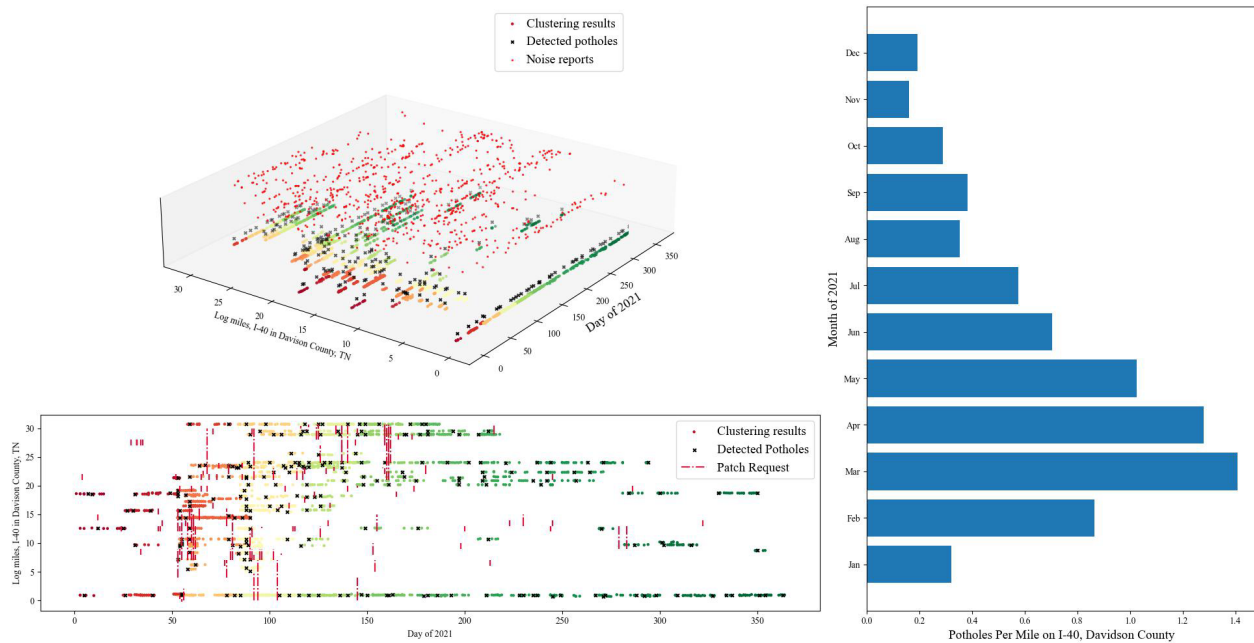 Clustering results
Detected potholes
Noise reports
30
25
20
15
10
5
0
Log miles, I-40 in Davison County, TN
0
50
100
150
200
250
300
350
Day of 2021
30
25
20
15
10
5
0
Log miles, I-40 in Davison County, TN
Clustering results
Detected Potholes
Patch Request
0
50
100
150
200
250
300
350
Day of 2021
Dec
Nov
Oct
Sep
Aug
Jul
Jun
May
Apr
Mar
Feb
Jan
Month of 2021
0.0
0.2
0.4
0.6
0.8
1.0
1.2
1.4
Potholes Per Mile on I-40, Davidson County